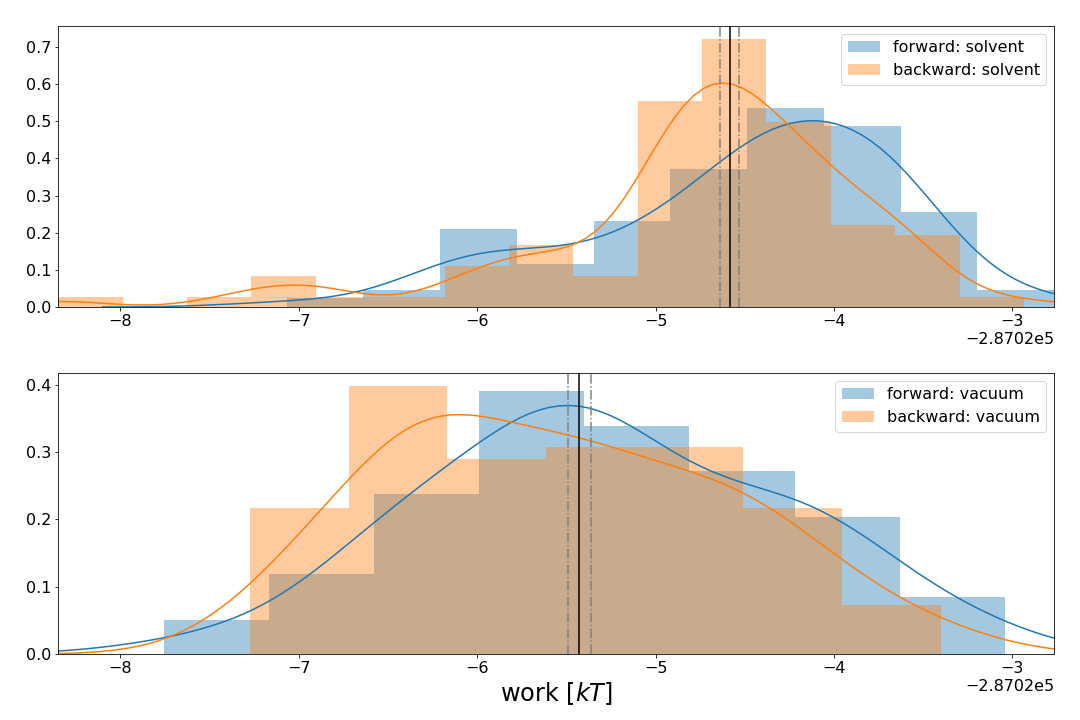 0.7
0.6
0.5
0.4
0.3
0.2
0.1
0.0
forward: solvent
backward: solvent
−8 −7 −6 −5 −4 −3
−2.8702e5
0.4
0.3
0.2
0.1
0.0
forward: vacuum
backward: vacuum
−8 −7 −6 −5 −4 −3
−2.8702e5
work [kT]